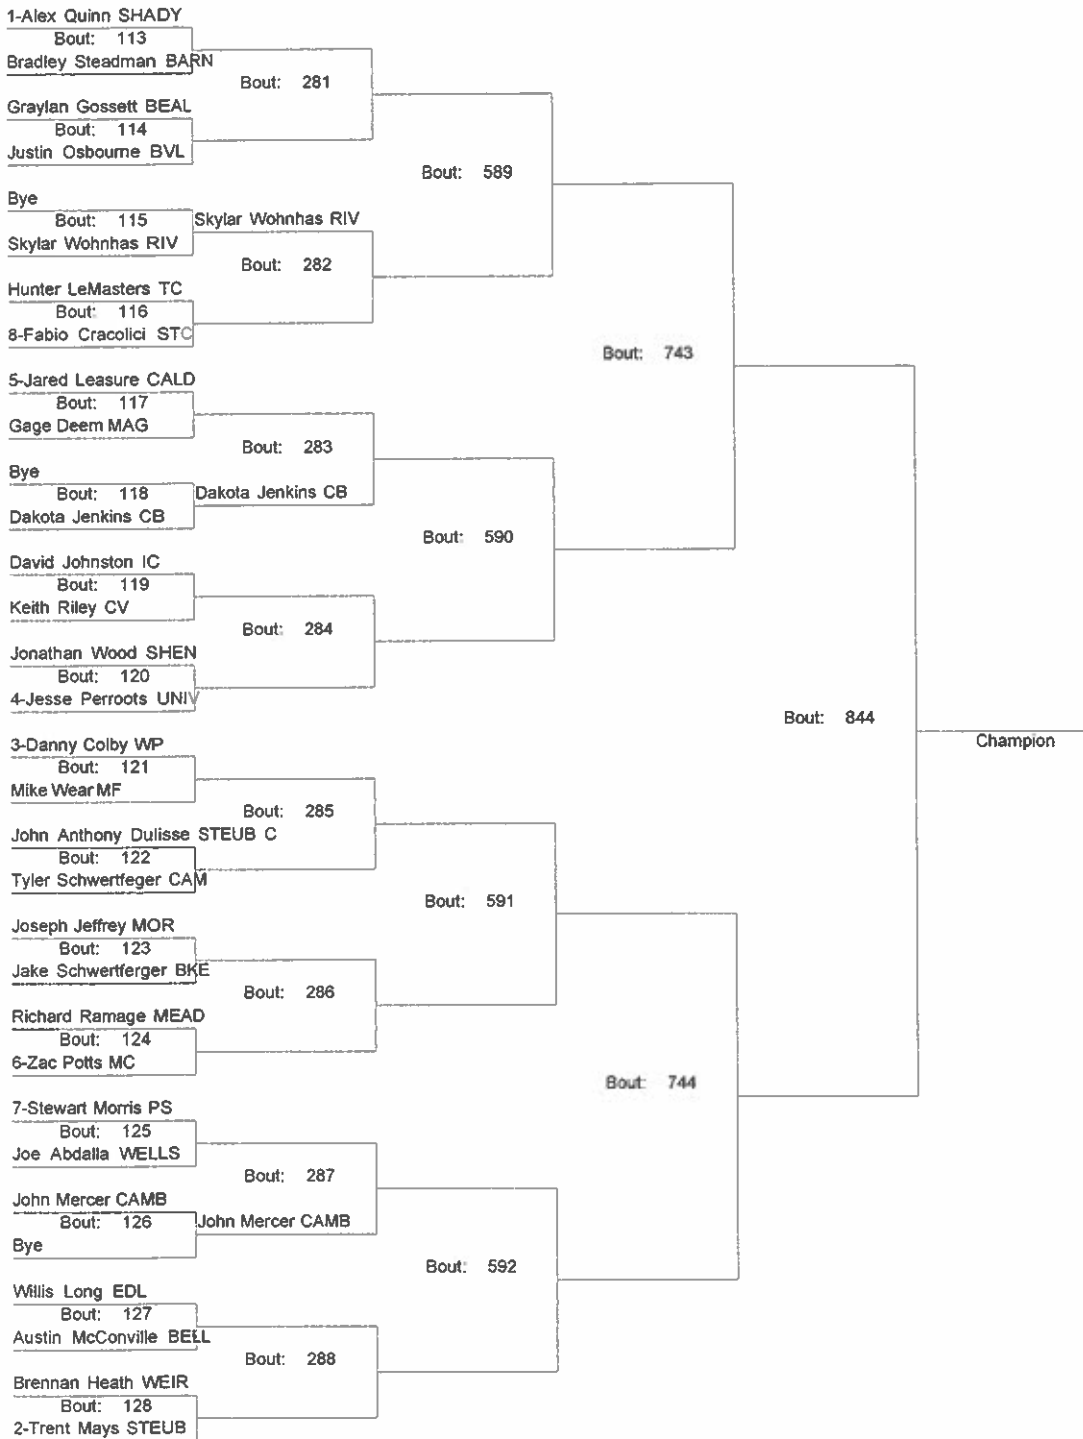 1-Alex Quinn SHADY
Bout: 113
Bradley Steadman BARN
Bout: 281
Graylan Gossett BEAL
Bout: 114
Justin Osbourne BVL
Bout: 589
Bye
Bout: 115
Skylar Wohnhas RIV
Skylar Wohnhas RIV
Bout: 282
Hunter LeMasters TC
Bout: 116
8-Fabio Cracolici STC
Bout: 743
5-Jared Leasure CALD
Bout: 117
Gage Deem MAG
Bout: 283
Bye
Bout: 118
Dakota Jenkins CB
Dakota Jenkins CB
Bout: 590
David Johnston IC
Bout: 119
Keith Riley CV
Bout: 284
Jonathan Wood SHEN
Bout: 120
4-Jesse Perroots UNIV
Bout: 844
Champion
3-Danny Colby WP
Bout: 121
Mike Wear MF
Bout: 285
John Anthony Dulisse STEUB C
Bout: 122
Tyler Schwertfeger CAM
Bout: 591
Joseph Jeffrey MOR
Bout: 123
Jake Schwertferger BKE
Bout: 286
Richard Ramage MEAD
Bout: 124
6-Zac Potts MC
Bout: 744
7-Stewart Morris PS
Bout: 125
Joe Abdalla WELLS
Bout: 287
John Mercer CAMB
Bout: 126
John Mercer CAMB
Bye
Bout: 592
Willis Long EDL
Bout: 127
Austin McConville BELL
Bout: 288
Brennan Heath WEIR
Bout: 128
2-Trent Mays STEUB